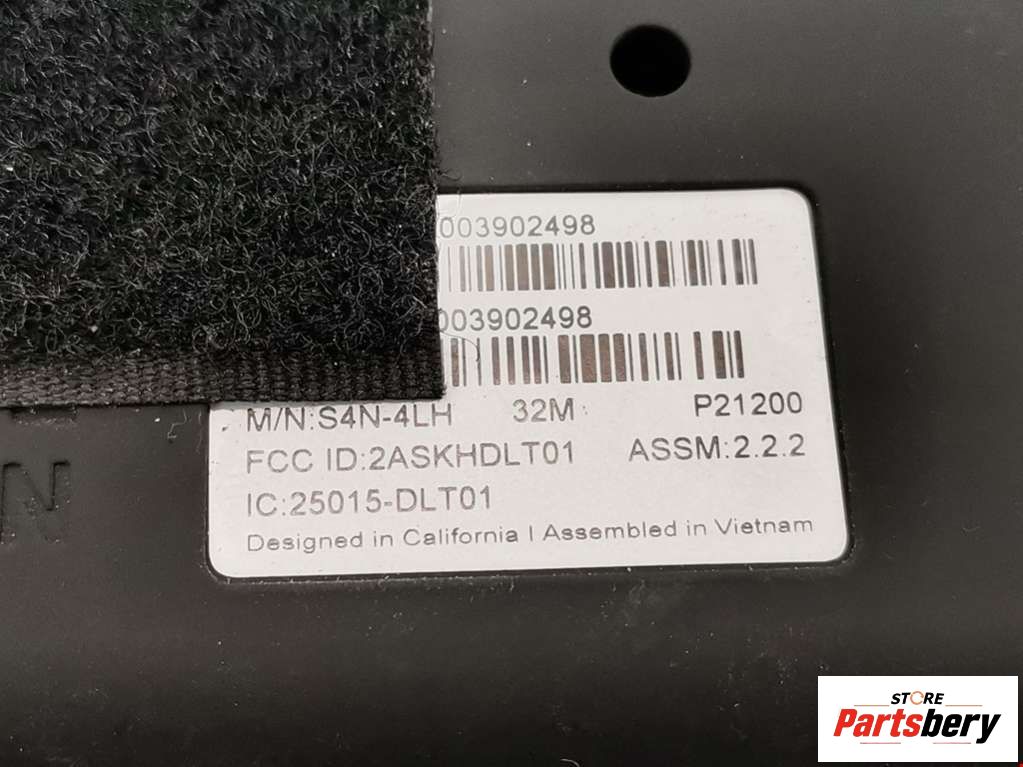 003902498
003902498
M/N:S4N-4LH 32M P21200
FCC ID:2ASKHDLT01 ASSM:2.2.2
IC:25015-DLT01
Designed in California I Assembled in Vietnam
N
STORE
Partsbery